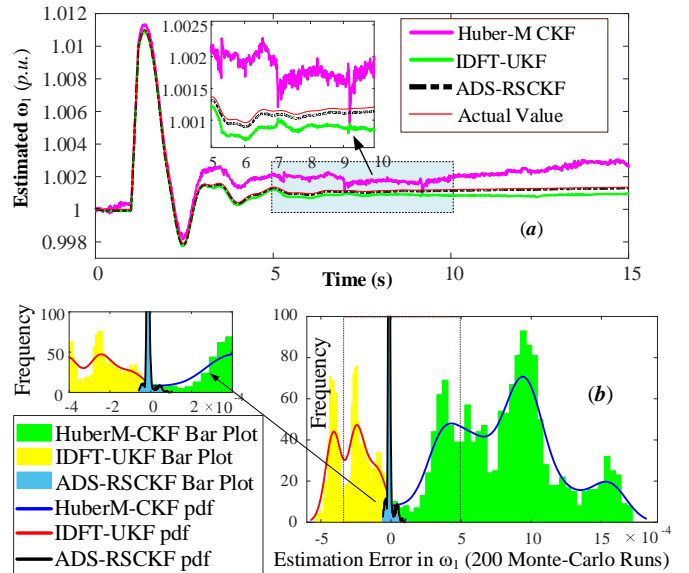 1.012
1.01
1.008
1.006
1.004
1.002
1
0.998
Estimated ω₁ (p.u.)
1.0025
1.002
1.0015
1.001
5 6 7 8 9 10
Huber-M CKF
IDFT-UKF
ADS-RSCKF
Actual Value
(a)
0 5 10 15
Time (s)
100
50
0
Frequency
-4 -2 0 2 × 10⁻⁴
HuberM-CKF Bar Plot
IDFT-UKF Bar Plot
ADS-RSCKF Bar Plot
HuberM-CKF pdf
IDFT-UKF pdf
ADS-RSCKF pdf
100
80
60
40
20
0
Frequency
(b)
-5 0 5 10 15 × 10⁻⁴
Estimation Error in ω₁ (200 Monte-Carlo Runs)